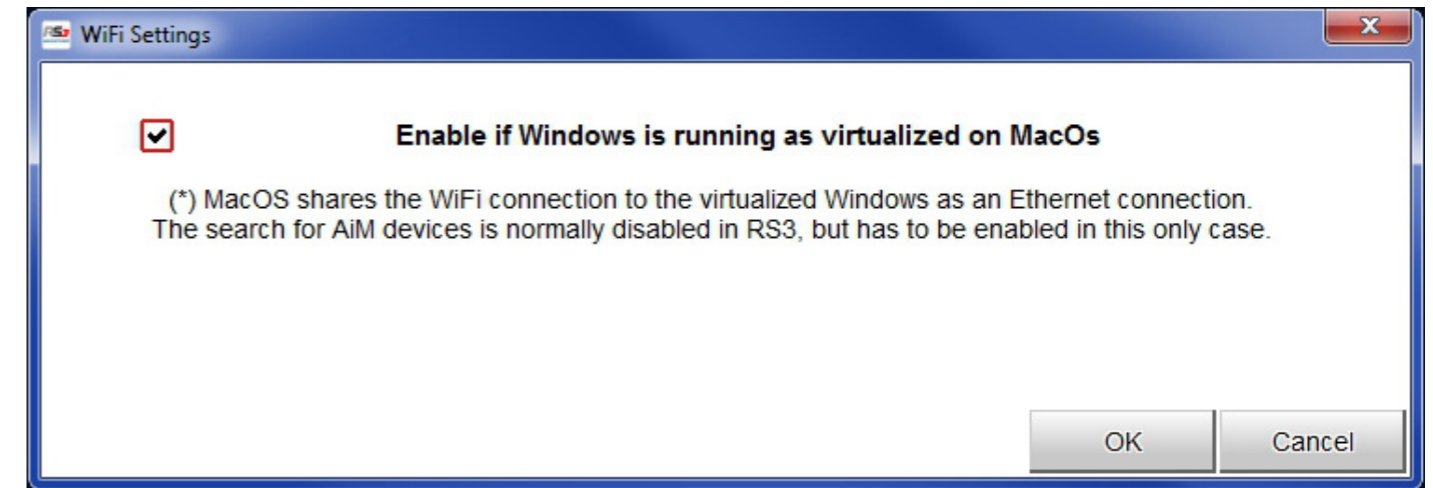 RS3 WiFi Settings
Enable if Windows is running as virtualized on MacOs
(*) MacOS shares the WiFi connection to the virtualized Windows as an Ethernet connection.
The search for AiM devices is normally disabled in RS3, but has to be enabled in this only case.
OK Cancel